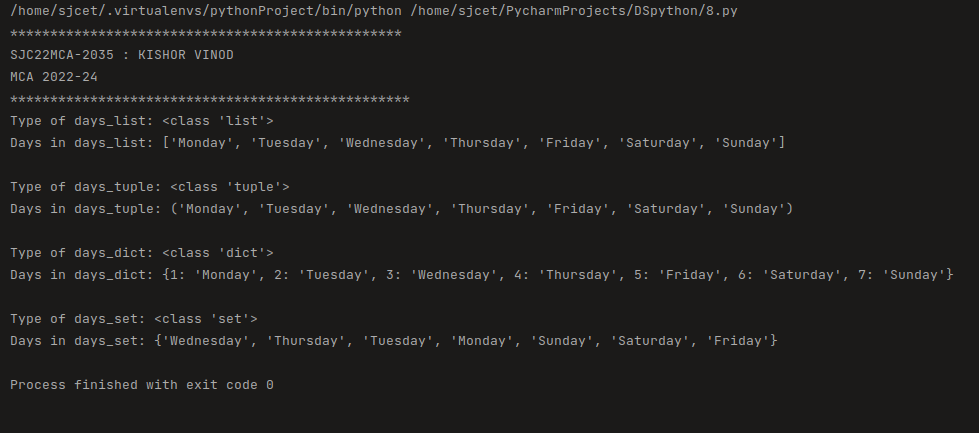 /home/sjcet/.virtualenvs/pythonProject/bin/python /home/sjcet/PycharmProjects/DSpython/8.py
*************************************************
SJC22MCA-2035 : KISHOR VINOD
MCA 2022-24
**************************************************
Type of days_list: <class 'list'>
Days in days_list: ['Monday', 'Tuesday', 'Wednesday', 'Thursday', 'Friday', 'Saturday', 'Sunday']
Type of days_tuple: <class 'tuple'>
Days in days_tuple: ('Monday', 'Tuesday', 'Wednesday', 'Thursday', 'Friday', 'Saturday', 'Sunday')
Type of days_dict: <class 'dict'>
Days in days_dict: {1: 'Monday', 2: 'Tuesday', 3: 'Wednesday', 4: 'Thursday', 5: 'Friday', 6: 'Saturday', 7: 'Sunday'}
Type of days_set: <class 'set'>
Days in days_set: {'Wednesday', 'Thursday', 'Tuesday', 'Monday', 'Sunday', 'Saturday', 'Friday'}
Process finished with exit code 0